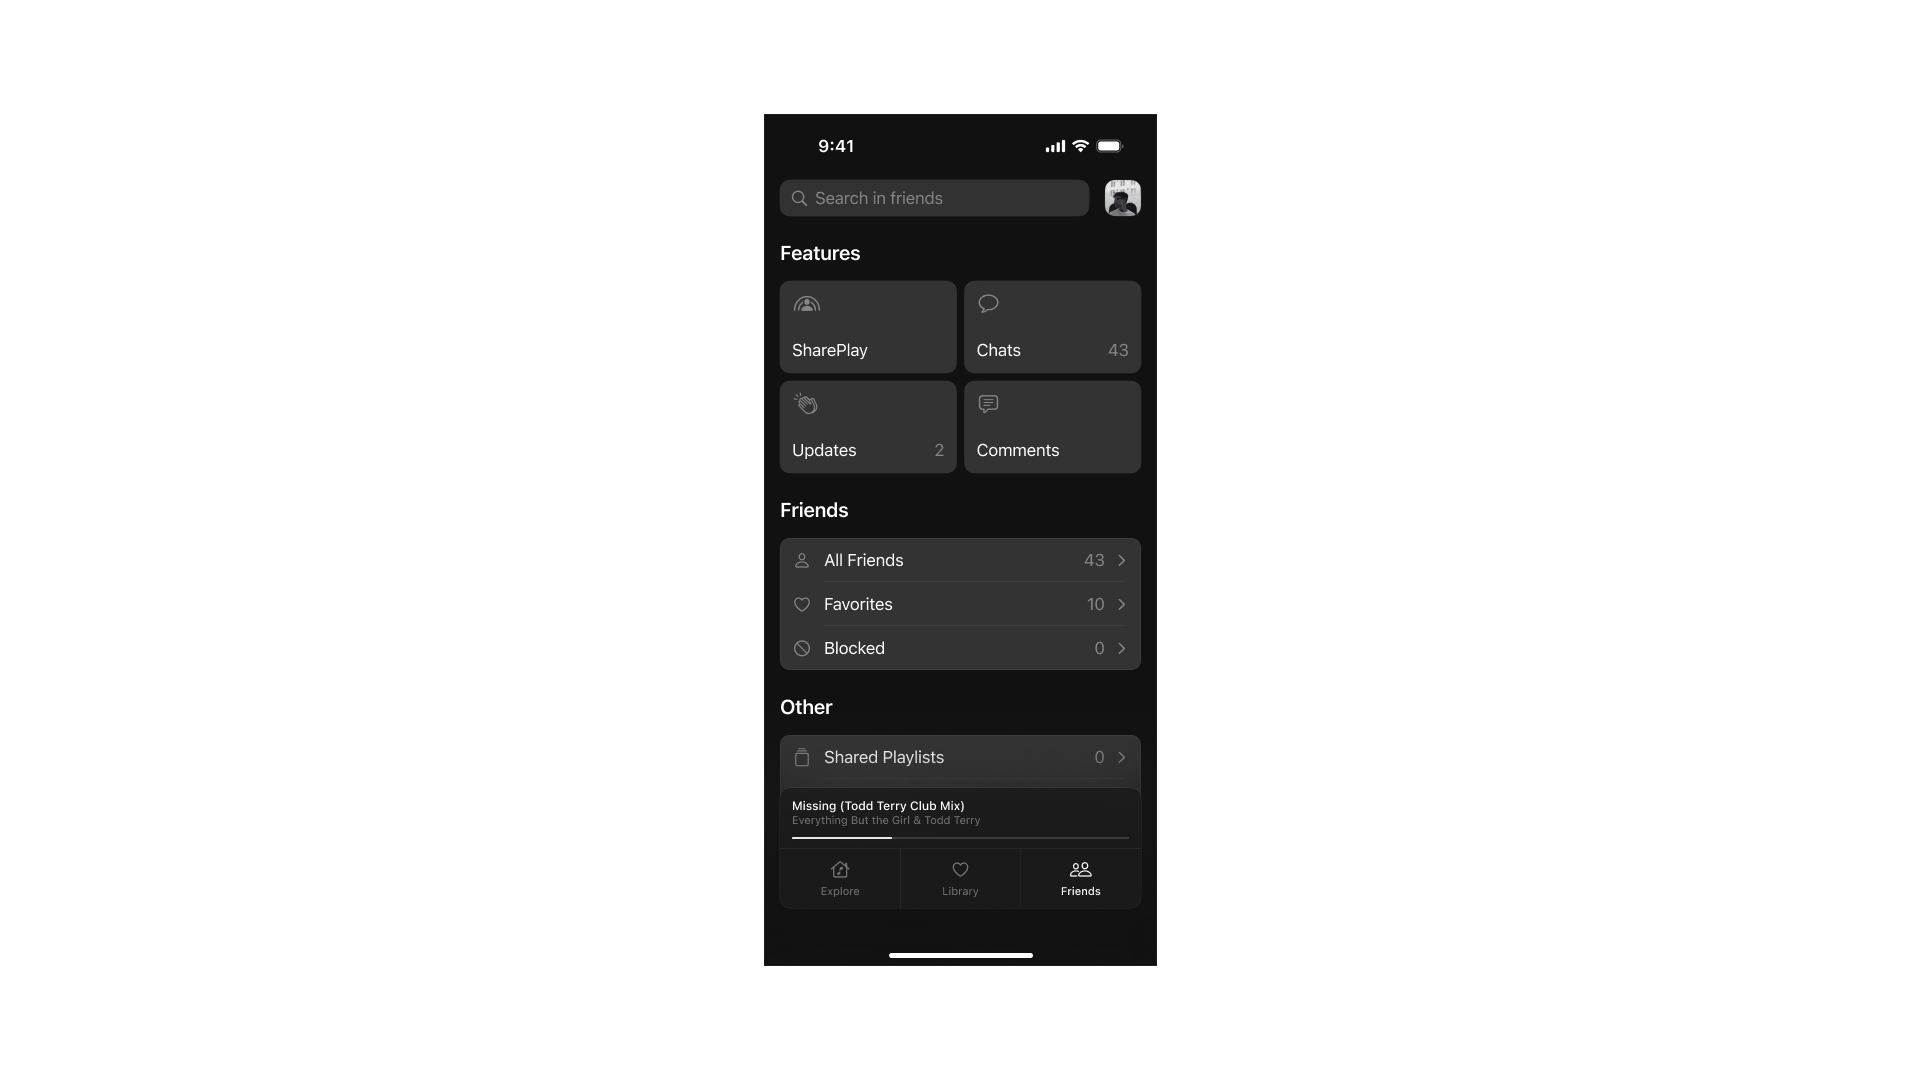 9:41
Search in friends
Features
SharePlay
Chats 43
Updates 2
Comments
Friends
All Friends 43
Favorites 10
Blocked 0
Other
Shared Playlists 0
Missing (Todd Terry Club Mix)
Everything But the Girl & Todd Terry
Explore Library Friends